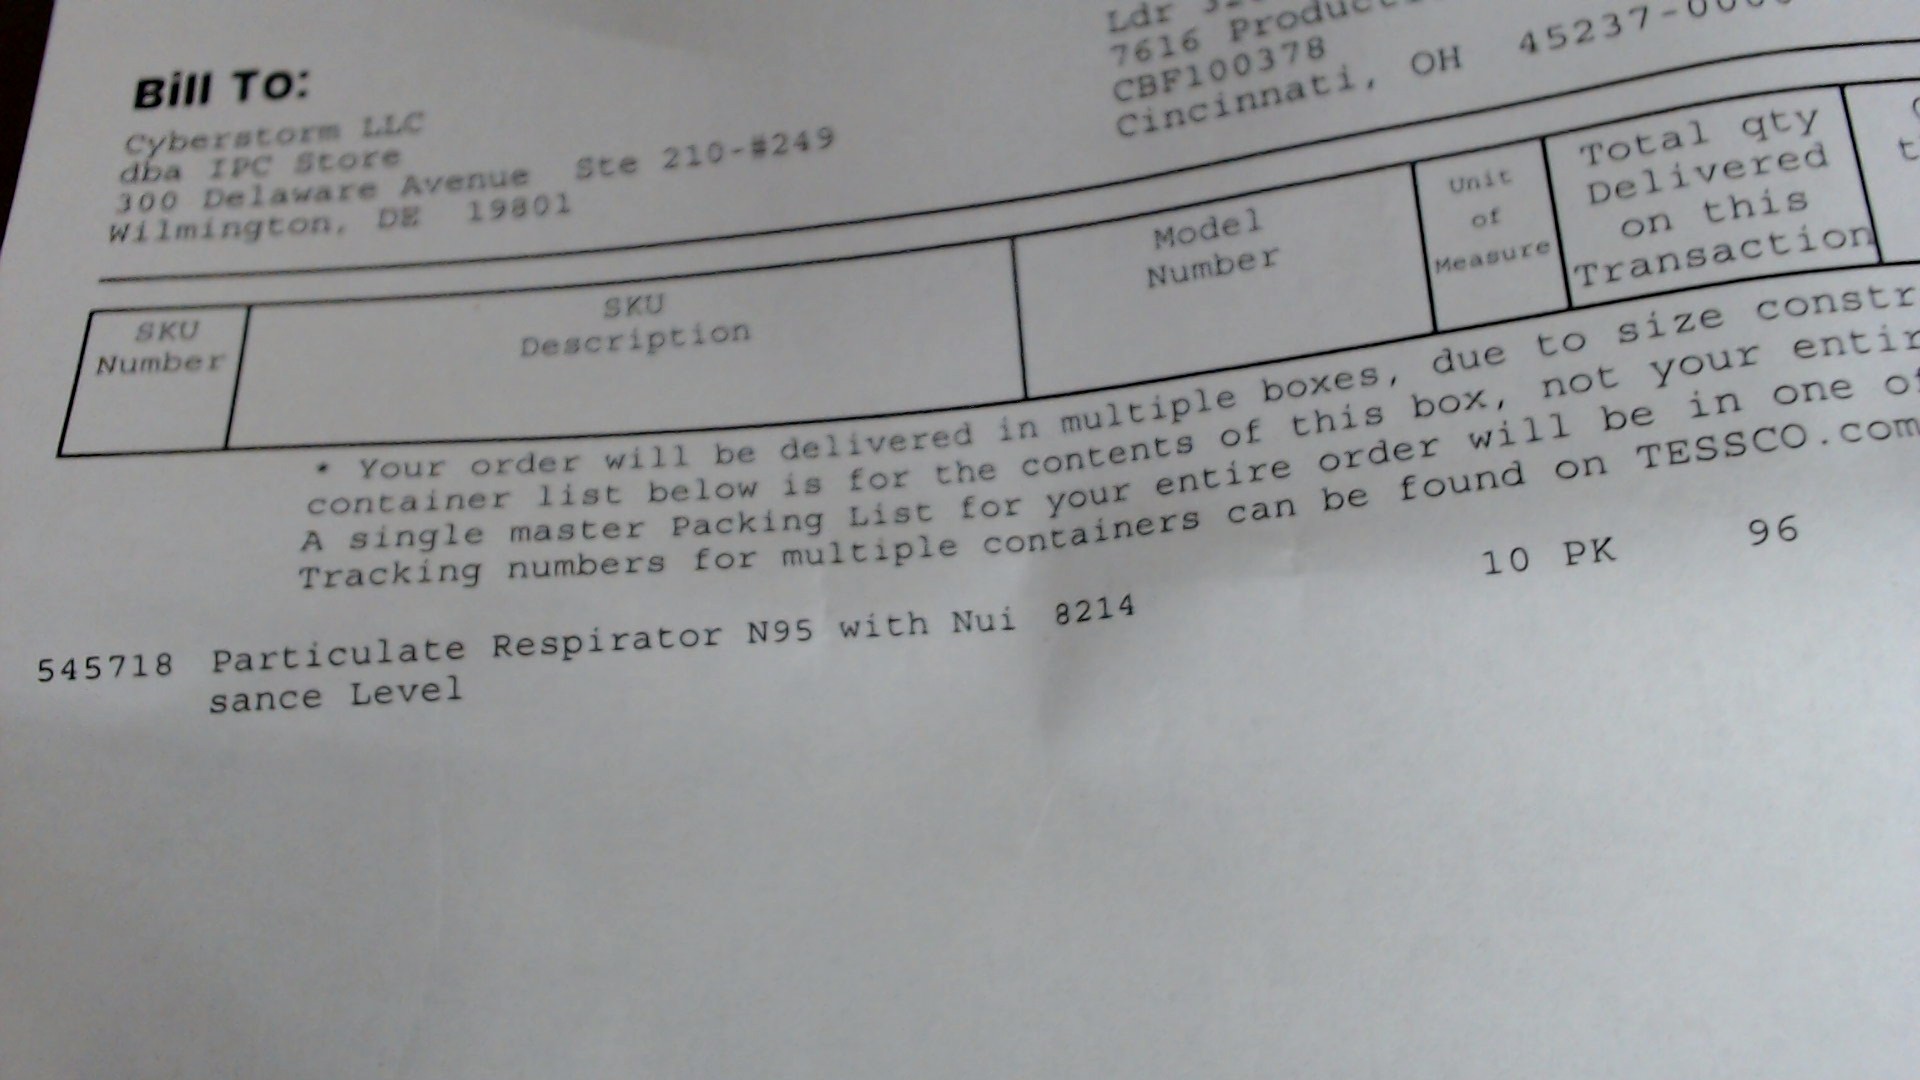 Ldr
7616
CBF100378
Cincinnati, OH 45237-
Bill To:
Cyberstorm LLC
dba IPC Store
300 Delaware Avenue Ste 210-#249
Wilmington, DE 19801
SKU
Number
SKU
Description
Model
Number
Unit
of
Measure
Total qty
Delivered
on this
Transaction
* Your order will be delivered in multiple boxes, due to size constr
container list below is for the contents of this box, not your entir
A single master Packing List for your entire order will be in one of
Tracking numbers for multiple containers can be found on TESSCO.com
545718 Particulate Respirator N95 with Nui 8214 10 PK 96
sance Level